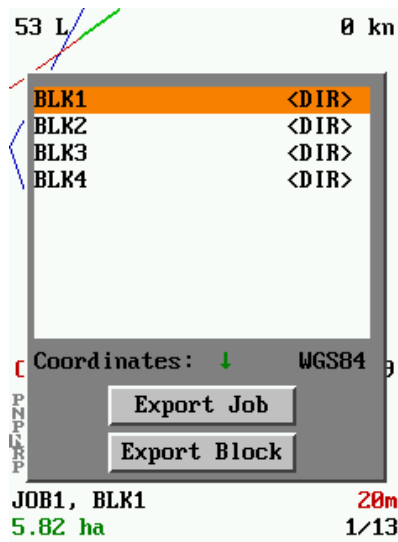 53 L 0 kn
BLK1 <DIR>
BLK2 <DIR>
BLK3 <DIR>
BLK4 <DIR>
Coordinates: ↓ WGS84
Export Job
Export Block
JOB1, BLK1 20m
5.82 ha 1/13